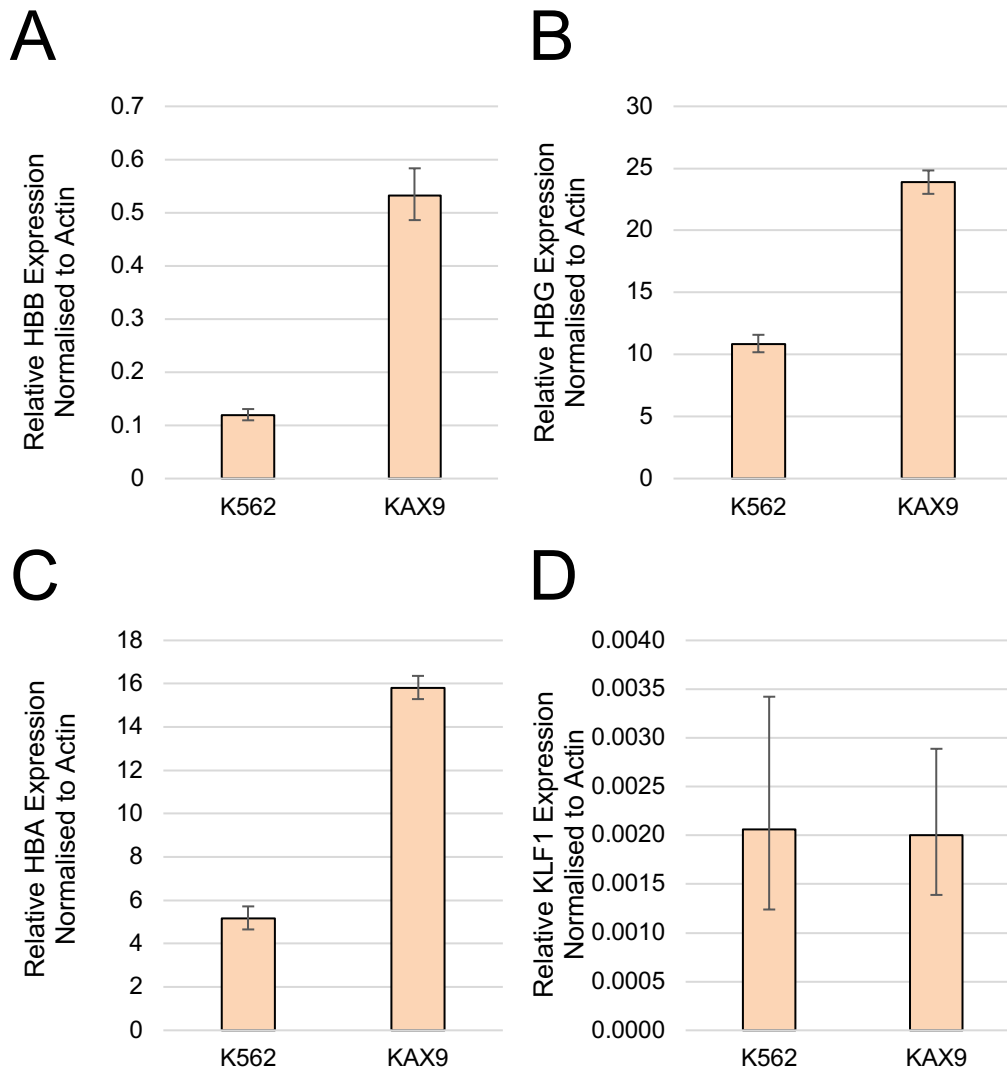 A
Relative HBB Expression
Normalised to Actin
0.7
0.6
0.5
0.4
0.3
0.2
0.1
0
K562 KAX9
B
Relative HBG Expression
Normalised to Actin
30
25
20
15
10
5
0
K562 KAX9
C
Relative HBA Expression
Normalised to Actin
18
16
14
12
10
8
6
4
2
0
K562 KAX9
D
Relative KLF1 Expression
Normalised to Actin
0.0040
0.0035
0.0030
0.0025
0.0020
0.0015
0.0010
0.0005
0.0000
K562 KAX9